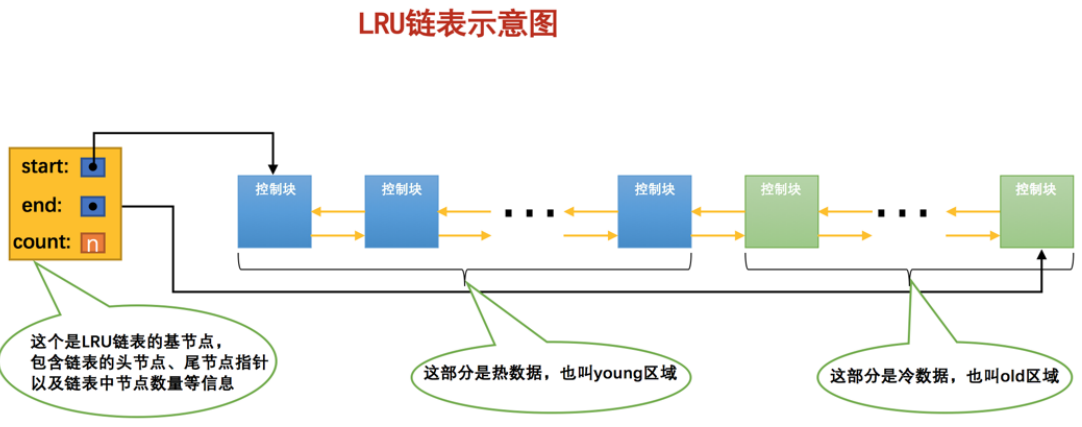 LRU链表示意图
start:
end:
count: n
控制块
控制块
控制块
控制块
控制块
这个是LRU链表的基节点，
包含链表的头节点、尾节点指针
以及链表中节点数量等信息
这部分是热数据，也叫young区域
这部分是冷数据，也叫old区域